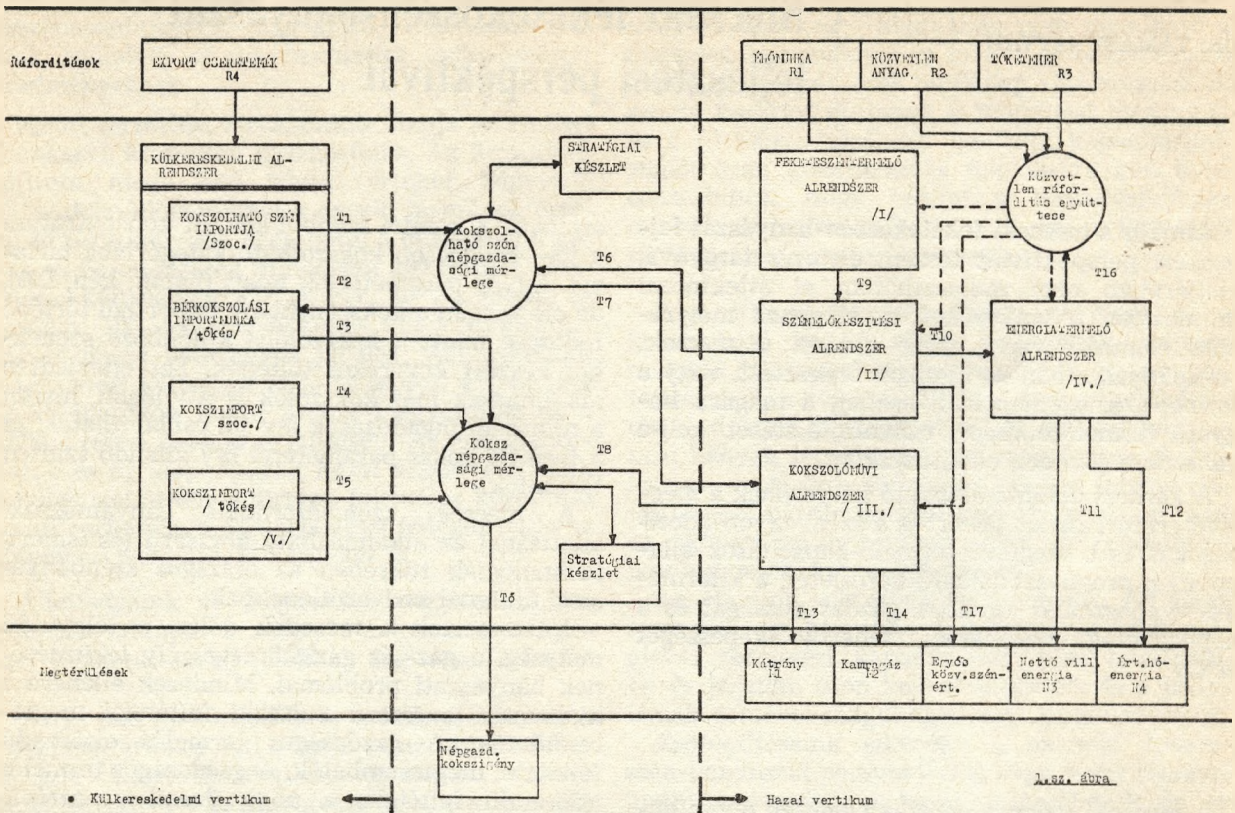 Ráforditások
EXPORT CSERETERMÉK
R4
ÉLŐMUNKA
R1
KÖZVETLEN
ANYAG
R2
TŐKETEHER
R3
KÜLKERESKEDELMI AL-
RENDSZER
KOKSZOLHATÓ SZÉN
IMPORTJA
/Szoc./
BÉRKOKSZOLÁSI
IMPORTMUNKA
/tőkés/
KOKSZIMPORT
/ szoc./
KOKSZIMPORT
/ tőkés /
/V./
T1
T2
T3
T4
T5
STRATÉGIAI
KÉSZLET
Kokszol-
ható szén
népgazda-
sági mér-
lege
Koksz
népgazda-
sági mér-
lege
Stratégiai
készlet
T6
T7
T8
T6
FEKETESZÉNTERMELŐ
ALRENDSZER
/I/
T9
SZÉNELŐKÉSZITÉSI
ALRENDSZER
/II/
T10
KOKSZOLÓMŰVI
ALRENDSZER
/ III./
Közvet-
len ráfor-
ditás együt-
tese
T16
ENERGIATERMELŐ
ALRENDSZER
/IV./
T11
T12
T13
T14
T17
Megtérülések
Kátrány
Kamragáz
Egyéb
közv.szén-
ért.
Nettó vill.
energia
N3
Ért.hő-
energia
N4
Népgazd.
kokszigény
Külkereskedelmi vertikum
Hazai vertikum
1.sz. ábra